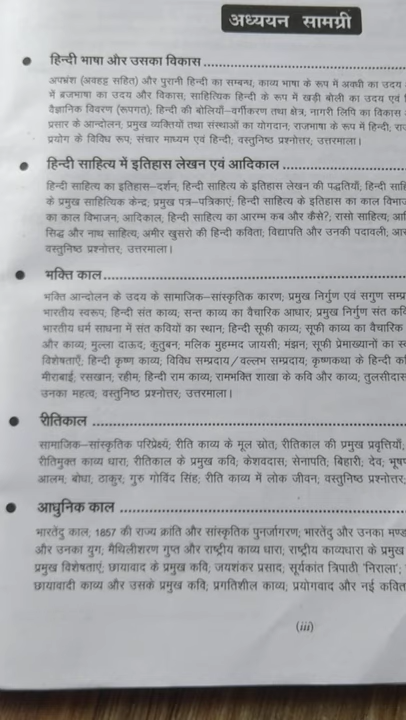 अध्ययन सामग्री
हिन्दी भाषा और उसका विकास
अपभ्रंश (अवहट्ट सहित) और पुरानी हिन्दी का सम्बन्ध, काव्य भाषा के रूप में अवधी का उदय
में ब्रजभाषा का उदय और विकास; साहित्यिक हिन्दी के रूप में खड़ी बोली का उदय एवं
वैज्ञानिक विवरण (रूपगत); हिन्दी की बोलियाँ–वर्गीकरण तथा क्षेत्र, नागरी लिपि का विकास
प्रसार के आन्दोलन, प्रमुख व्यक्तियों तथा संस्थाओं का योगदान; राजभाषा के रूप में हिन्दी,
प्रयोग के विविध रूप, संचार माध्यम एवं हिन्दी; वस्तुनिष्ठ प्रश्नोत्तर; उत्तरमाला।
हिन्दी साहित्य में इतिहास लेखन एवं आदिकाल
हिन्दी साहित्य का इतिहास–दर्शन, हिन्दी साहित्य के इतिहास लेखन की पद्धतियाँ, हिन्दी
के प्रमुख साहित्यिक केन्द्र; प्रमुख पत्र–पत्रिकाएं; हिन्दी साहित्य के इतिहास का काल
का काल विभाजन; आदिकाल; हिन्दी साहित्य का आरम्भ कब और कैसे?; रासो साहित्य;
सिद्ध और नाथ साहित्य; अमीर खुसरो की हिन्दी कविता; विद्यापति और उनकी पदावली;
वस्तुनिष्ठ प्रश्नोत्तर, उत्तरमाला।
भक्ति काल
भक्ति आन्दोलन के उदय के सामाजिक–सांस्कृतिक कारण; प्रमुख निर्गुण एवं सगुण
भारतीय स्वरूप; हिन्दी संत काव्य; सन्त काव्य का वैचारिक आधार; प्रमुख निर्गुण संत
भारतीय धर्म साधना में संत कवियों का स्थान; हिन्दी सूफी काव्य; सूफी काव्य का वैचारिक
और काव्य; मुल्ला दाऊद; कुतुबन; मलिक मुहम्मद जायसी; मंझन; सूफी प्रेमाख्यानों का
विशेषताएँ; हिन्दी कृष्ण काव्य; विविध सम्प्रदाय/वल्लभ सम्प्रदाय; कृष्णकथा के हिन्दी
मीराबाई; रसखान; रहीम; हिन्दी राम काव्य; रामभक्ति शाखा के कवि और काव्य; तुलसीदास
उनका महत्व; वस्तुनिष्ठ प्रश्नोत्तर; उत्तरमाला।
रीतिकाल
सामाजिक–सांस्कृतिक परिप्रेक्ष्य; रीति काव्य के मूल स्रोत; रीतिकाल की प्रमुख प्रवृत्तियाँ;
रीतिमुक्त काव्य धारा; रीतिकाल के प्रमुख कवि; केशवदास; सेनापति; बिहारी; देव;
आलम; बोधा; ठाकुर; गुरु गोविंद सिंह; रीति काव्य में लोक जीवन; वस्तुनिष्ठ प्रश्नोत्तर;
आधुनिक काल
भारतेंदु काल, 1857 की राज्य क्रांति और सांस्कृतिक पुनर्जागरण; भारतेंदु और उनका
और उनका युग; मैथिलीशरण गुप्त और राष्ट्रीय काव्य धारा; राष्ट्रीय काव्यधारा के प्रमुख
प्रमुख विशेषताएं; छायावाद के प्रमुख कवि, जयशंकर प्रसाद; सूर्यकांत त्रिपाठी 'निराला';
छायावादी काव्य और उसके प्रमुख कवि; प्रगतिशील काव्य; प्रयोगवाद और नई
(iii)